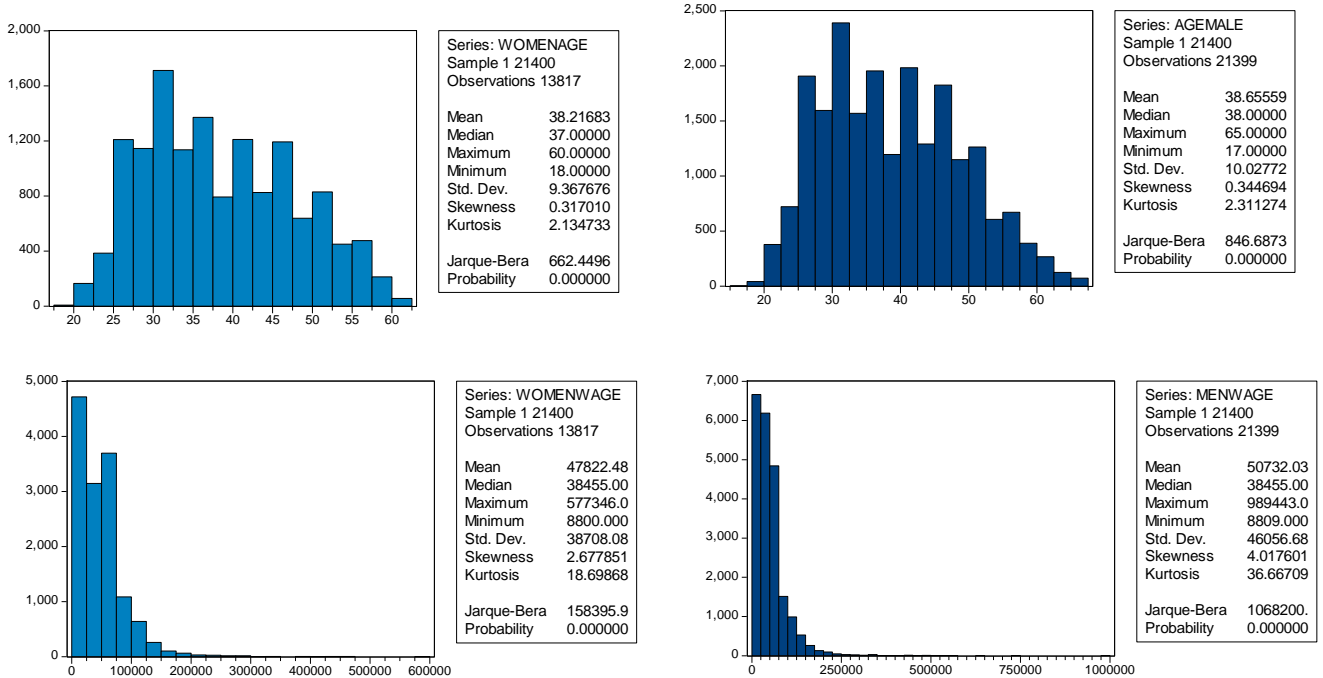 2,000
1,600
1,200
800
400
0
20 25 30 35 40 45 50 55 60
Series: WOMENAGE
Sample 1 21400
Observations 13817
Mean 38.21683
Median 37.00000
Maximum 60.00000
Minimum 18.00000
Std. Dev. 9.367676
Skewness 0.317010
Kurtosis 2.134733
Jarque-Bera 662.4496
Probability 0.000000
2,500
2,000
1,500
1,000
500
0
20 30 40 50 60
Series: AGEMALE
Sample 1 21400
Observations 21399
Mean 38.65559
Median 38.00000
Maximum 65.00000
Minimum 17.00000
Std. Dev. 10.02772
Skewness 0.344694
Kurtosis 2.311274
Jarque-Bera 846.6873
Probability 0.000000
5,000
4,000
3,000
2,000
1,000
0
0 100000 200000 300000 400000 500000 600000
Series: WOMENWAGE
Sample 1 21400
Observations 13817
Mean 47822.48
Median 38455.00
Maximum 577346.0
Minimum 8800.000
Std. Dev. 38708.08
Skewness 2.677851
Kurtosis 18.69868
Jarque-Bera 158395.9
Probability 0.000000
7,000
6,000
5,000
4,000
3,000
2,000
1,000
0
0 250000 500000 750000 1000000
Series: MENWAGE
Sample 1 21400
Observations 21399
Mean 50732.03
Median 38455.00
Maximum 989443.0
Minimum 8809.000
Std. Dev. 46056.68
Skewness 4.017601
Kurtosis 36.66709
Jarque-Bera 1068200.
Probability 0.000000